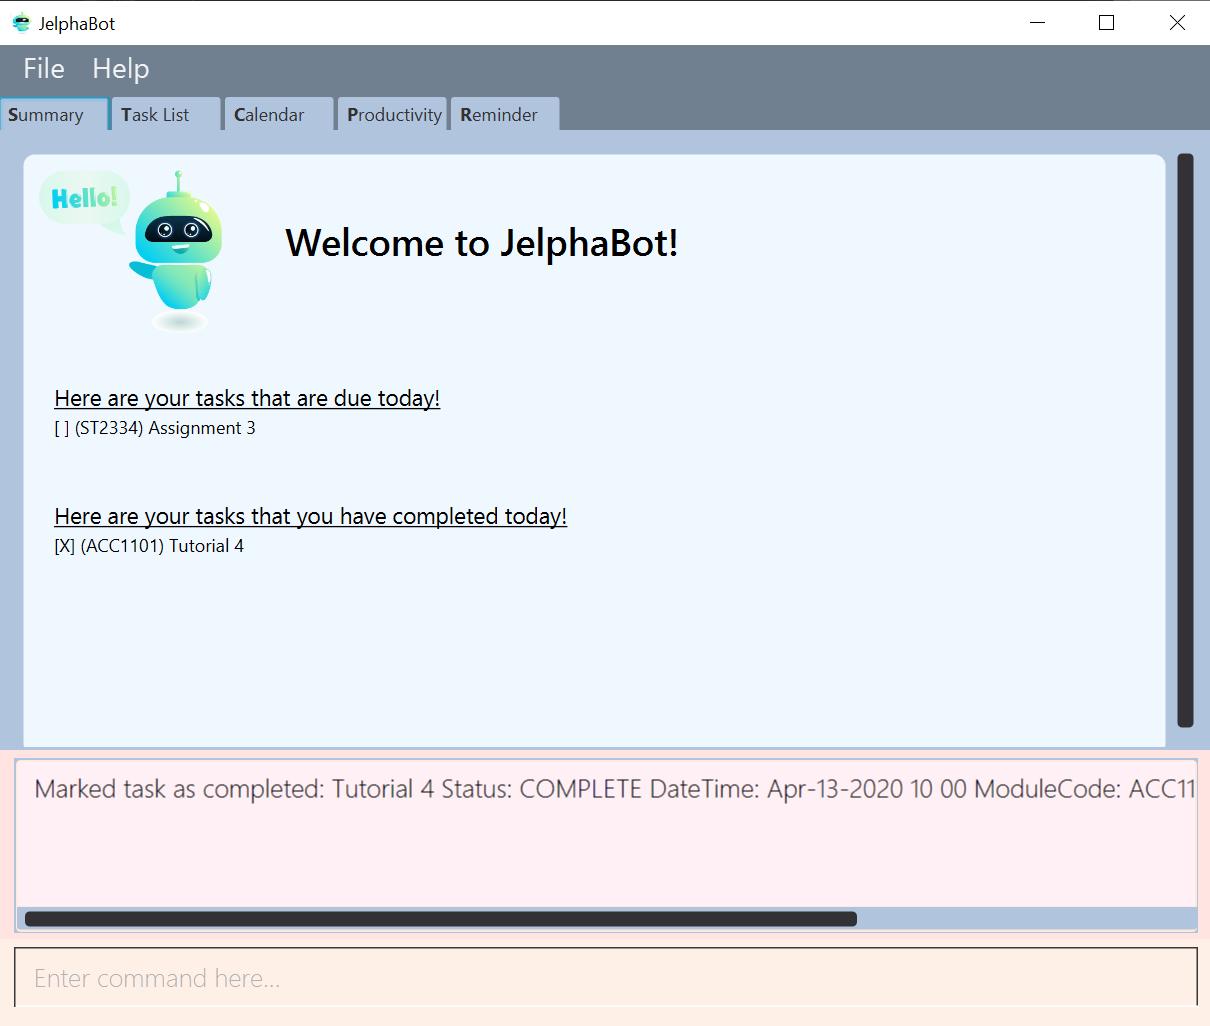 JelphaBot
File Help
Summary Task List Calendar Productivity Reminder
Hello!
Welcome to JelphaBot!
Here are your tasks that are due today!
[ ] (ST2334) Assignment 3
Here are your tasks that you have completed today!
[X] (ACC1101) Tutorial 4
Marked task as completed: Tutorial 4 Status: COMPLETE DateTime: Apr-13-2020 10 00 ModuleCode: ACC11
Enter command here...